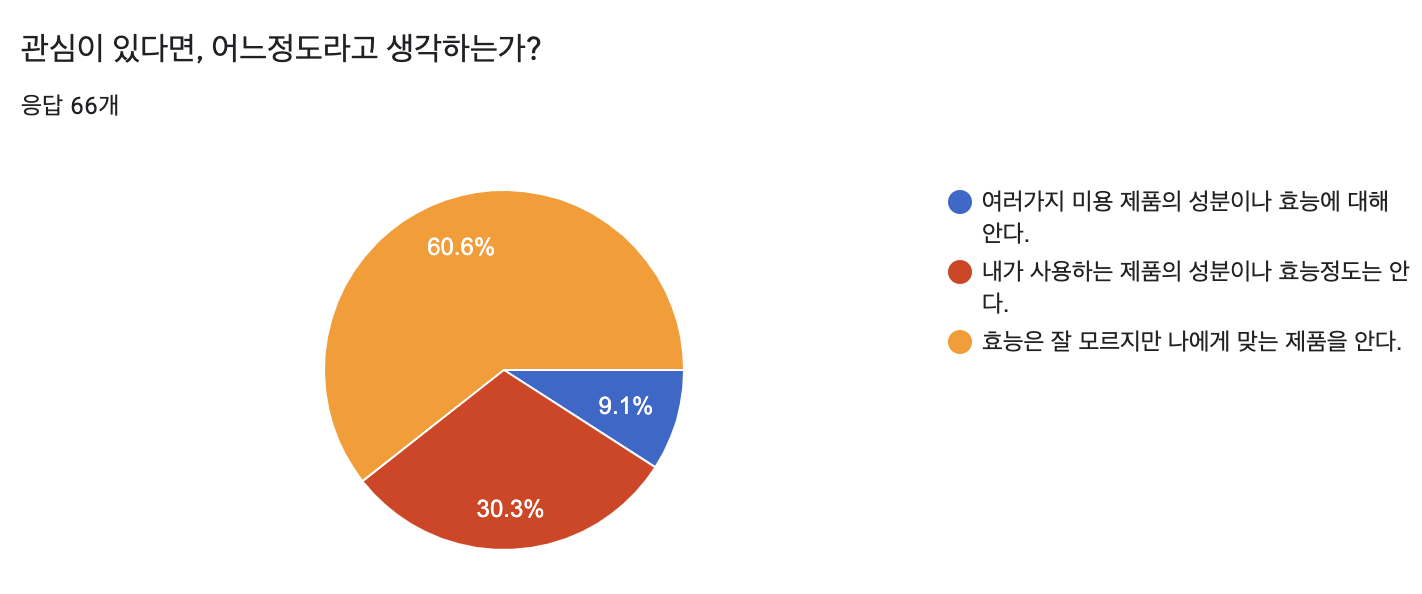 관심이 있다면, 어느정도라고 생각하는가?
응답 66개
여러가지 미용 제품의 성분이나 효능에 대해
안다.
내가 사용하는 제품의 성분이나 효능정도는 안
다.
효능은 잘 모르지만 나에게 맞는 제품을 안다.
60.6%
9.1%
30.3%